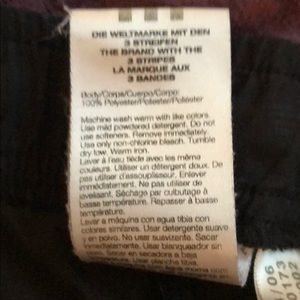 DIE WELTMARKE MIT DEN
3 STREIFEN
THE BRAND WITH THE
3 STRIPES
LA MARQUE AUX
3 BANDES
Body/Corps/Cuerpo/Corpo:
100% Polyester/Poliester/Poliéster
Machine wash warm with like colors.
Use mild powdered detergent. Do not
use softeners. Remove immediately.
Use only non-chlorine bleach. Tumble
dry low. Warm iron.
Laver à l'eau tiède avec les même
couleurs. Utiliser un détergent doux et
pas d'assouplisseur. Enlever
immédiatement. Ne pas utiliser de
javellisant. Séchage par culbutage à
basse température. Repasser à basse
température.
Lavar a máquina con agua tibia con
colores similares. Usar detergente suave
y en polvo. No usar suavizante. Sacar
inmediatamente. Usar blanqueador sin
cloro. Secar en secadora a baja
Usar plancha tibia.
/ 06
0173